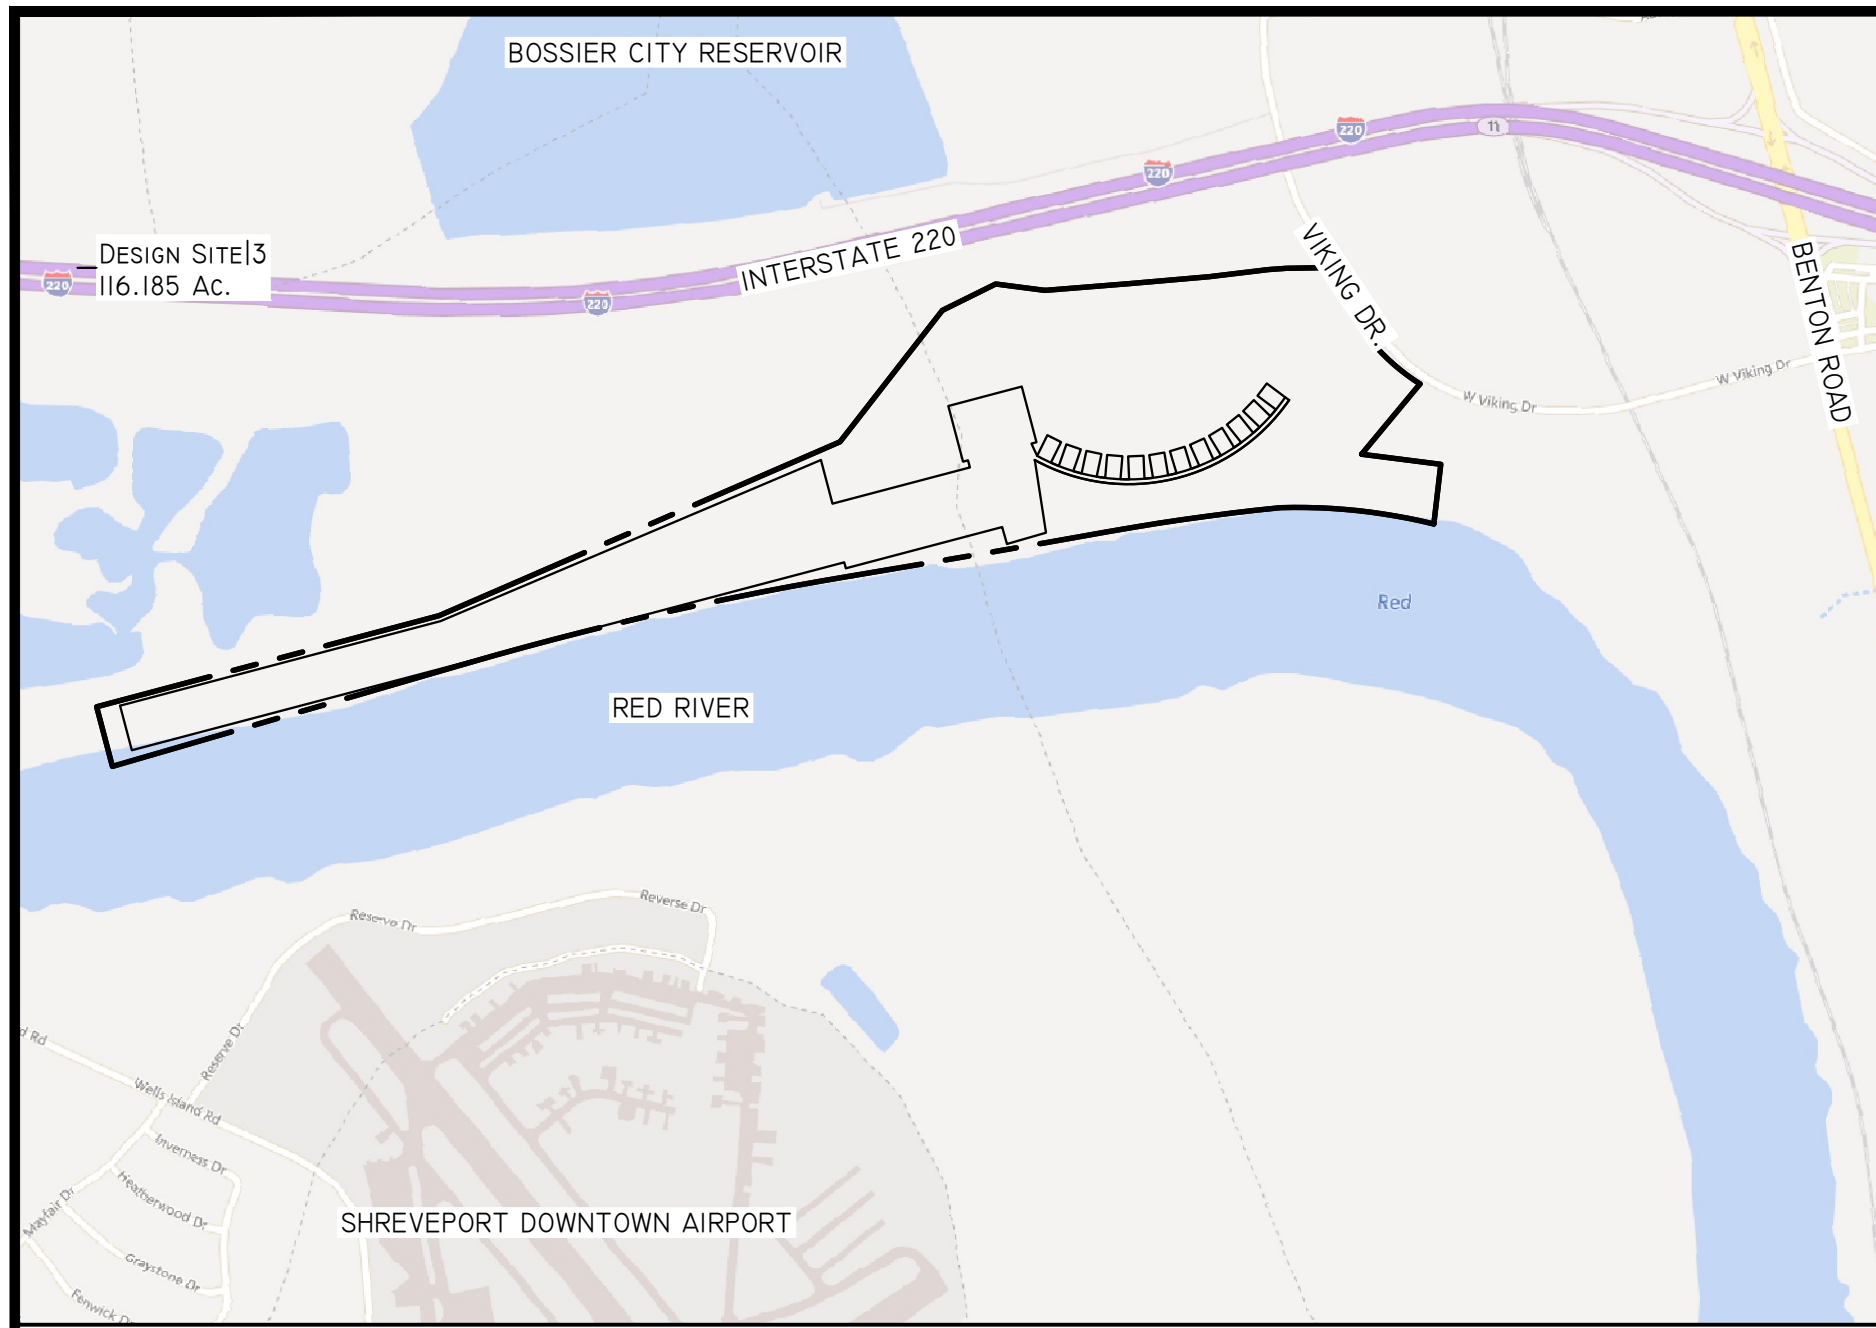 BOSSIER CITY RESERVOIR
220
11
220
INTERSTATE 220
DESIGN SITE|3
116.185 Ac.
220
220
VIKING DR.
BENTON ROAD
W Viking Dr
W Viking Dr
Red
RED RIVER
Reserve Dr
Reverse Dr
Reserve Dr
d Rd
Wells Island Rd
Inverness Dr
Heatherwood Dr
Mayfair Dr
Graystone Dr
Fenwick D
SHREVEPORT DOWNTOWN AIRPORT